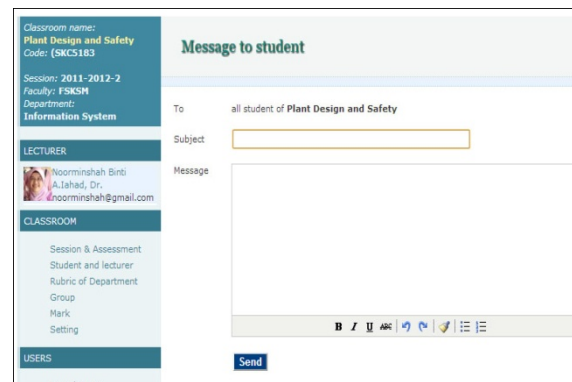 Classroom name:
Plant Design and Safety
Code: (SKC5183
Session: 2011-2012-2
Faculty: FSKSM
Department:
Information System
LECTURER
Noorminshah Binti
A.Iahad, Dr.
noorminshah@gmail.com
CLASSROOM
Session & Assessment
Student and lecturer
Rubric of Department
Group
Mark
Setting
USERS
Message to student
To all student of Plant Design and Safety
Subject
Message
B I U ABC
Send